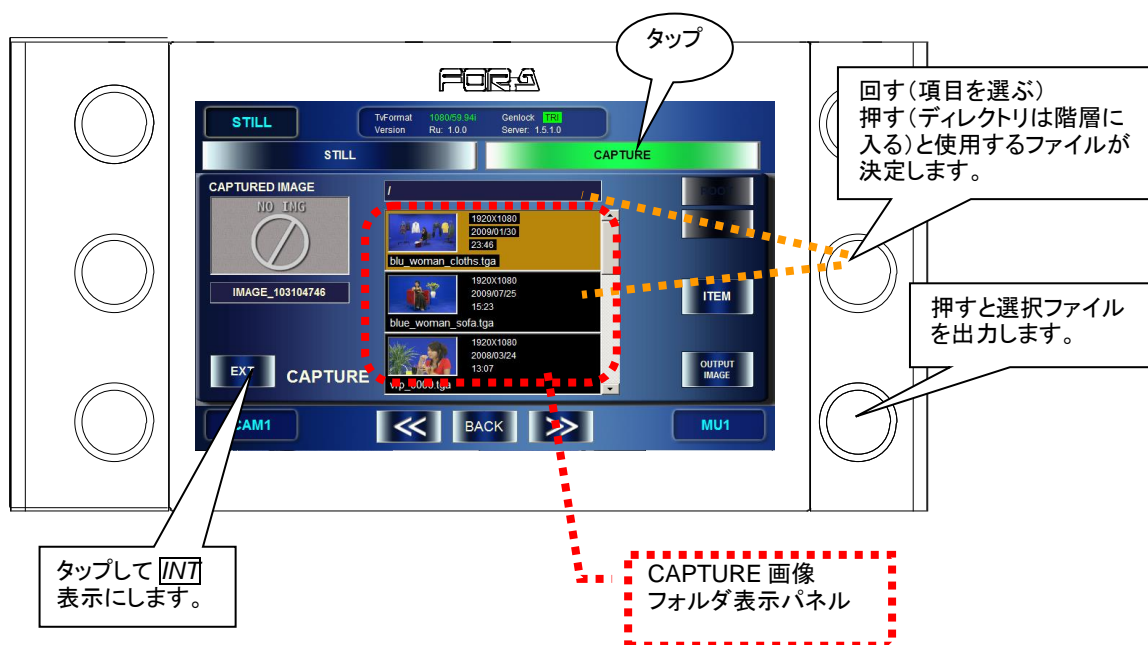 タップ
FOR-A
回す(項目を選ぶ)
押す(ディレクトリは階層に
入る)と使用するファイルが
決定します。
STILL
TvFormat 1080/59.94i Genlock TRI
Version Ru: 1.0.0 Server: 1.5.1.0
STILL
CAPTURE
CAPTURED IMAGE
NO IMG
IMAGE_103104746
/
/
1920X1080
2009/01/30
23:46
blu_woman_cloths.tga
1920X1080
2009/07/25
15:23
blue_woman_sofa.tga
1920X1080
2008/03/24
13:07
ITEM
押すと選択ファイル
を出力します。
EXT
CAPTURE
OUTPUT
IMAGE
CAM1
<<
BACK
>>
MU1
タップして INT
表示にします。
CAPTURE 画像
フォルダ表示パネル